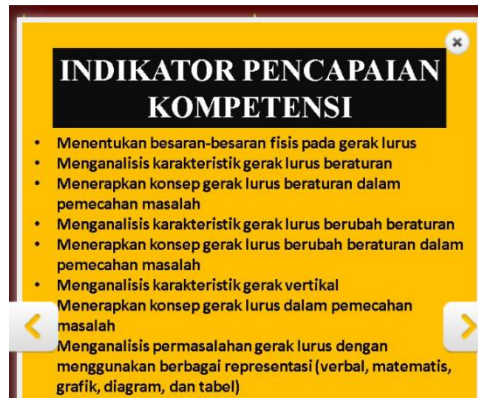 INDIKATOR PENCAPAIAN
KOMPETENSI
• Menentukan besaran-besaran fisis pada gerak lurus
• Menganalisis karakteristik gerak lurus beraturan
• Menerapkan konsep gerak lurus beraturan dalam
pemecahan masalah
• Menganalisis karakteristik gerak lurus berubah beraturan
• Menerapkan konsep gerak lurus berubah beraturan dalam
pemecahan masalah
• Menganalisis karakteristik gerak vertikal
Menerapkan konsep gerak lurus dalam pemecahan
masalah
Menganalisis permasalahan gerak lurus dengan
menggunakan berbagai representasi (verbal, matematis,
grafik, diagram, dan tabel)